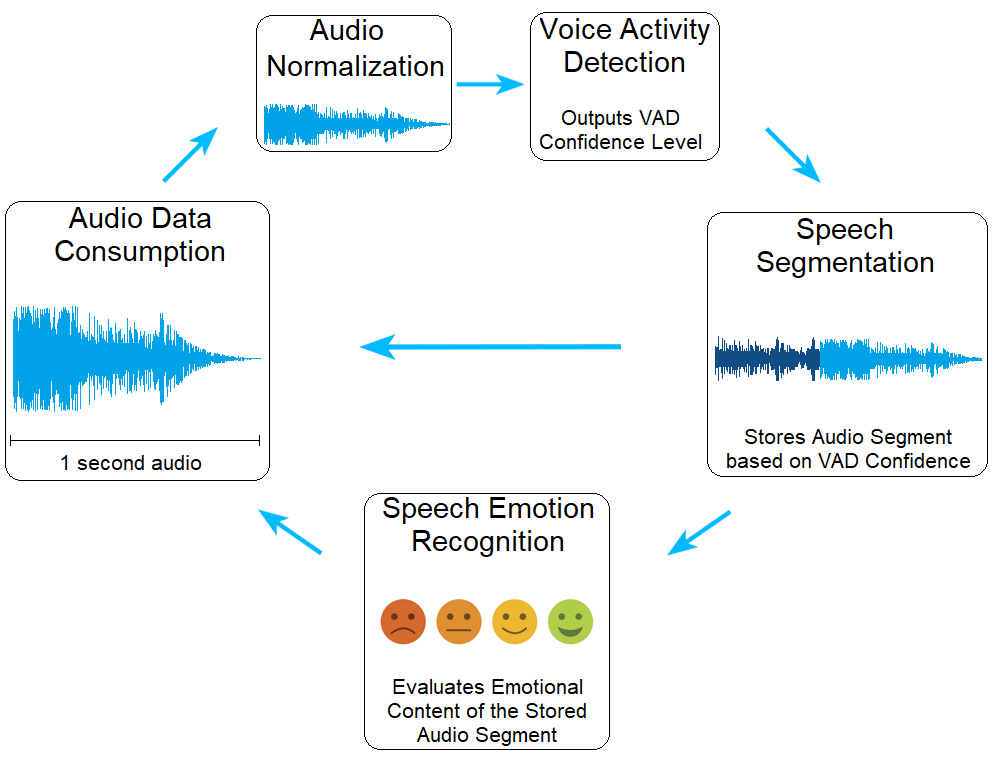 Audio
Normalization
Voice Activity
Detection
Outputs VAD
Confidence Level
Audio Data
Consumption
1 second audio
Speech
Segmentation
Stores Audio Segment
based on VAD Confidence
Speech Emotion
Recognition
Evaluates Emotional
Content of the Stored
Audio Segment